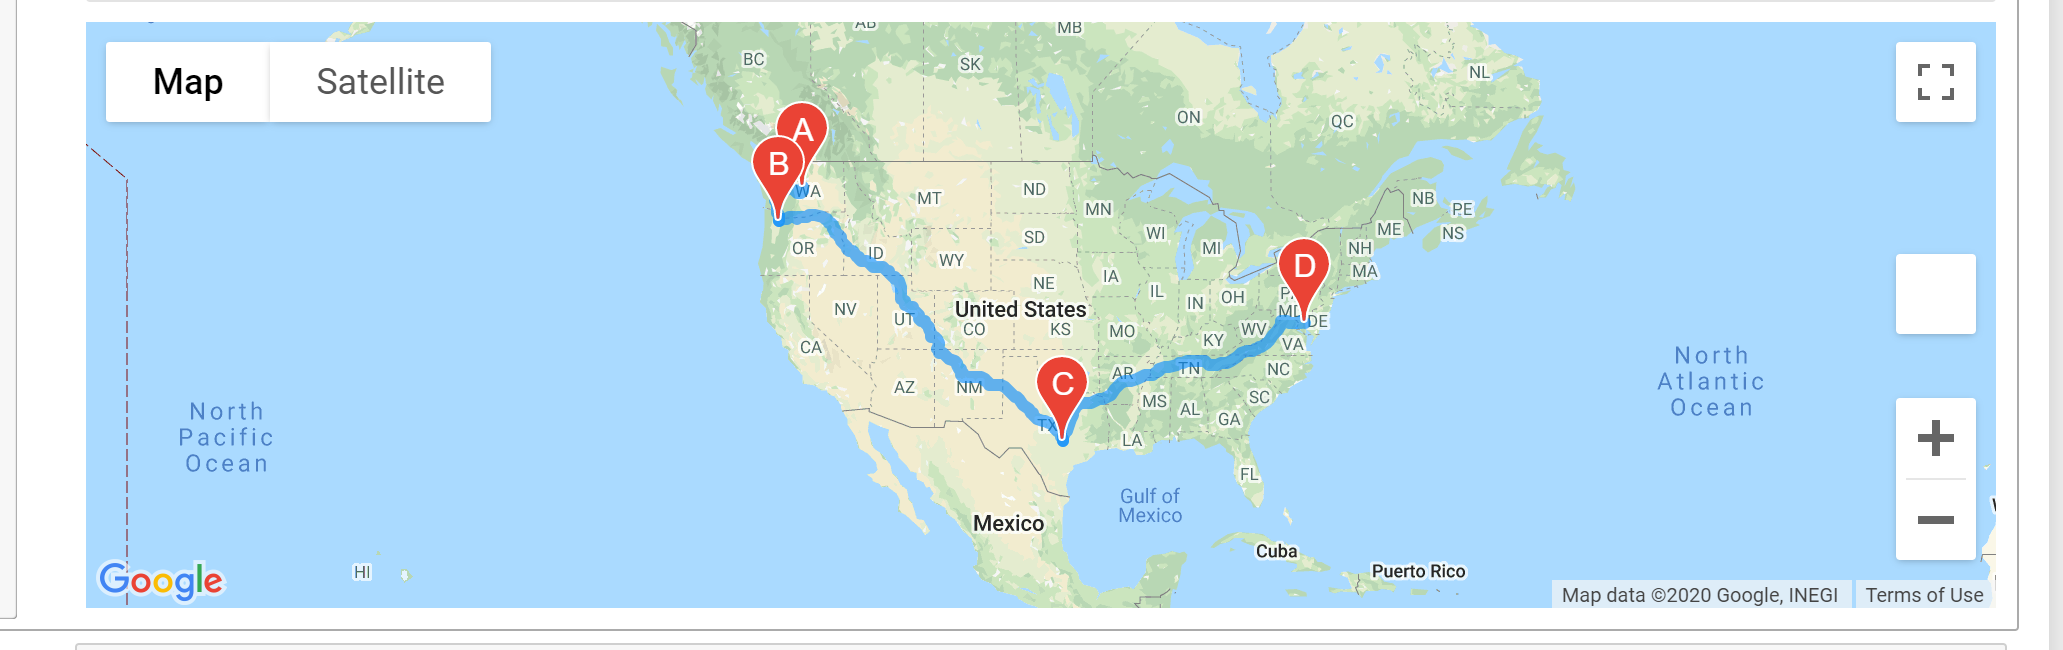 AB
MB
Map
Satellite
BC
SK
NL
ON
QC
A
B
WA
MT
ND
MN
NB
PE
ME
NS
OR
ID
SD
WI
MI
NH
MA
WY
NE
IA
IL
IN
OH
D
MD
DE
NV
UT
United States
CO
KS
MO
KY
WV
VA
CA
AZ
NM
C
AR
TN
NC
TX
MS
AL
SC
GA
LA
FL
North
Pacific
Ocean
North
Atlantic
Ocean
Gulf of
Mexico
Mexico
Cuba
Puerto Rico
HI
Google
Map data ©2020 Google, INEGI
Terms of Use